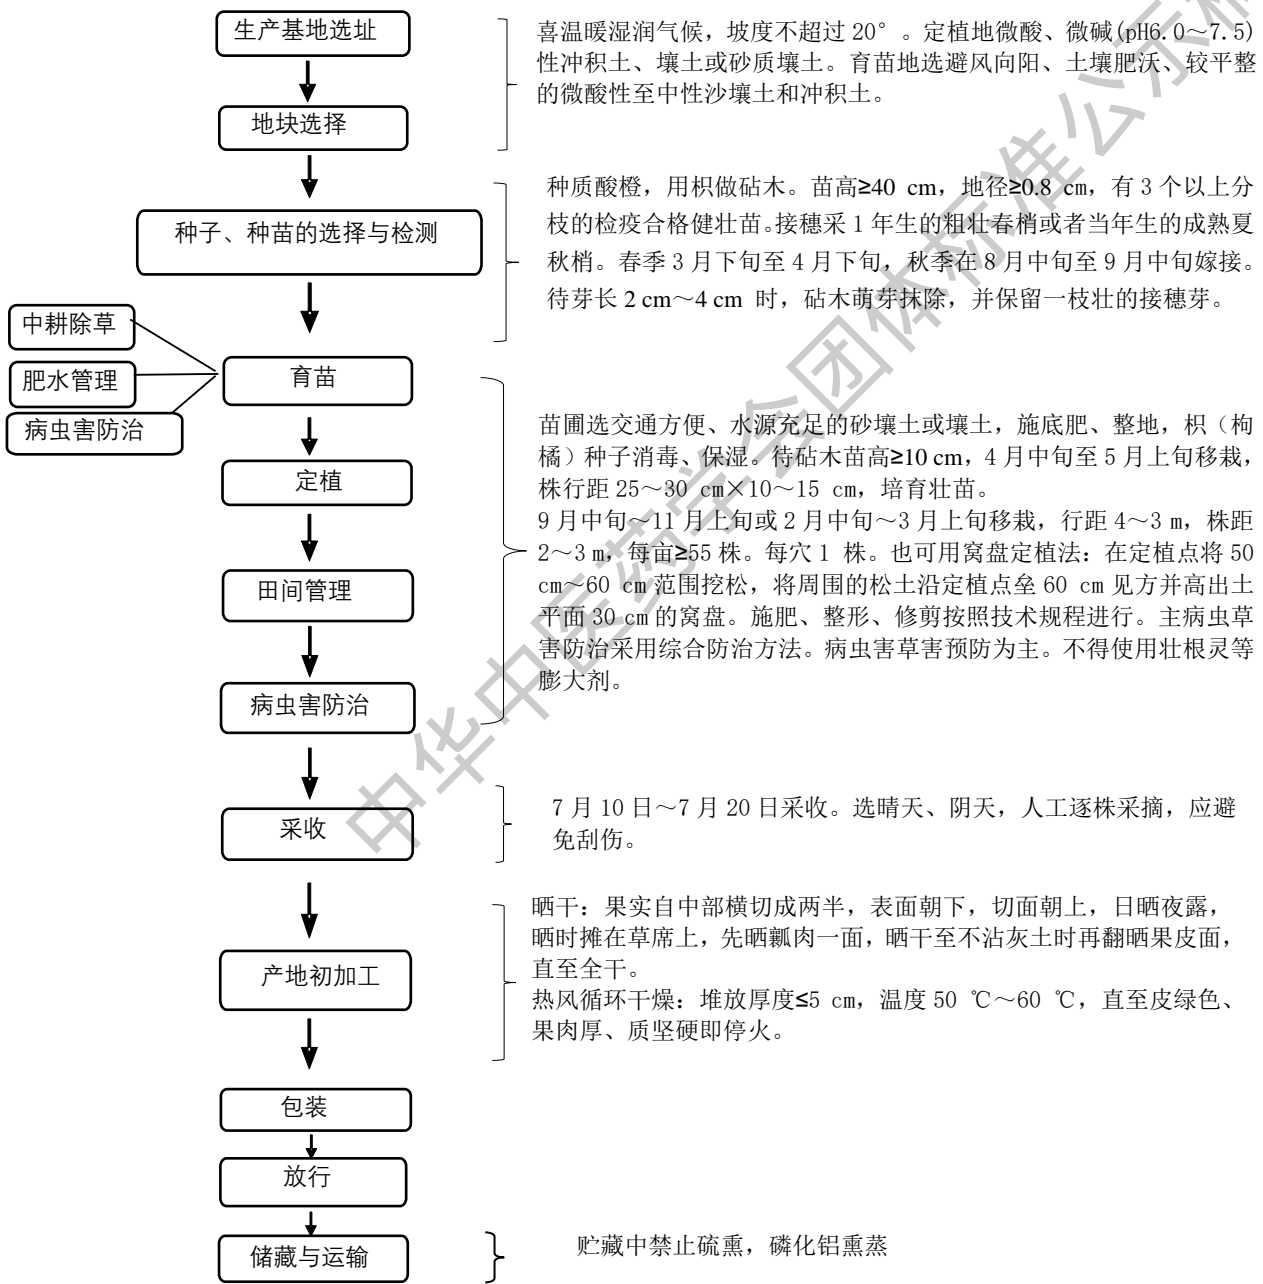 生产基地选址
地块选择
喜温暖湿润气候，坡度不超过 20°。定植地微酸、微碱(pH6.0～7.5)
性冲积土、壤土或砂质壤土。育苗地选避风向阳、土壤肥沃、较平整
的微酸性至中性沙壤土和冲积土。
种子、种苗的选择与检测
种质酸橙，用枳做砧木。苗高≥40 cm，地径≥0.8 cm，有 3 个以上分
枝的检疫合格健壮苗。接穗采 1 年生的粗壮春梢或者当年生的成熟夏
秋梢。春季 3 月下旬至 4 月下旬，秋季在 8 月中旬至 9 月中旬嫁接。
待芽长 2 cm～4 cm 时，砧木萌芽抹除，并保留一枝壮的接穗芽。
中耕除草
肥水管理
病虫害防治
育苗
定植
田间管理
病虫害防治
苗圃选交通方便、水源充足的砂壤土或壤土，施底肥、整地，枳（枸
橘）种子消毒、保湿。待砧木苗高≥10 cm，4 月中旬至 5 月上旬移栽，
株行距 25～30 cm×10～15 cm，培育壮苗。
9 月中旬～11 月上旬或 2 月中旬～3 月上旬移栽，行距 4～3 m，株距
2～3 m，每亩≥55 株。每穴 1 株。也可用窝盘定植法：在定植点将 50
cm～60 cm 范围挖松，将周围的松土沿定植点垒 60 cm 见方并高出土
平面 30 cm 的窝盘。施肥、整形、修剪按照技术规程进行。主病虫草
害防治采用综合防治方法。病虫害草害预防为主。不得使用壮根灵等
膨大剂。
采收
7 月 10 日～7 月 20 日采收。选晴天、阴天，人工逐株采摘，应避
免刮伤。
产地初加工
晒干：果实自中部横切成两半，表面朝下，切面朝上，日晒夜露，
晒时摊在草席上，先晒瓤肉一面，晒干至不沾灰土时再翻晒果皮面，
直至全干。
热风循环干燥：堆放厚度≤5 cm，温度 50 ℃～60 ℃，直至皮绿色、
果肉厚、质坚硬即停火。
包装
放行
储藏与运输
贮藏中禁止硫熏，磷化铝熏蒸
中华中医药学会团体标准公示稿